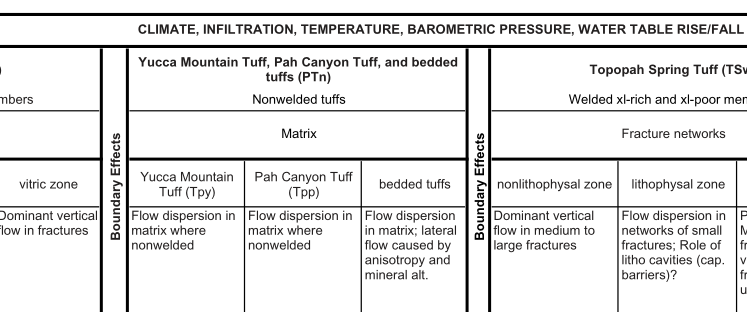 CLIMATE, INFILTRATION, TEMPERATURE, BAROMETRIC PRESSURE, WATER TABLE RISE/FALL
)
mbers
vitric zone
Dominant vertical
flow in fractures
Boundary Effects
Yucca Mountain Tuff, Pah Canyon Tuff, and bedded
tuffs (PTn)
Nonwelded tuffs
Matrix
Yucca Mountain
Tuff (Tpy)
Flow dispersion in
matrix where
nonwelded
Pah Canyon Tuff
(Tpp)
Flow dispersion in
matrix where
nonwelded
bedded tuffs
Flow dispersion
in matrix; lateral
flow caused by
anisotropy and
mineral alt.
Boundary Effects
Topopah Spring Tuff (TSw
Welded xl-rich and xl-poor mem
Fracture networks
nonlithophysal zone
Dominant vertical
flow in medium to
large fractures
lithophysal zone
Flow dispersion in
networks of small
fractures; Role of
litho cavities (cap.
barriers)?